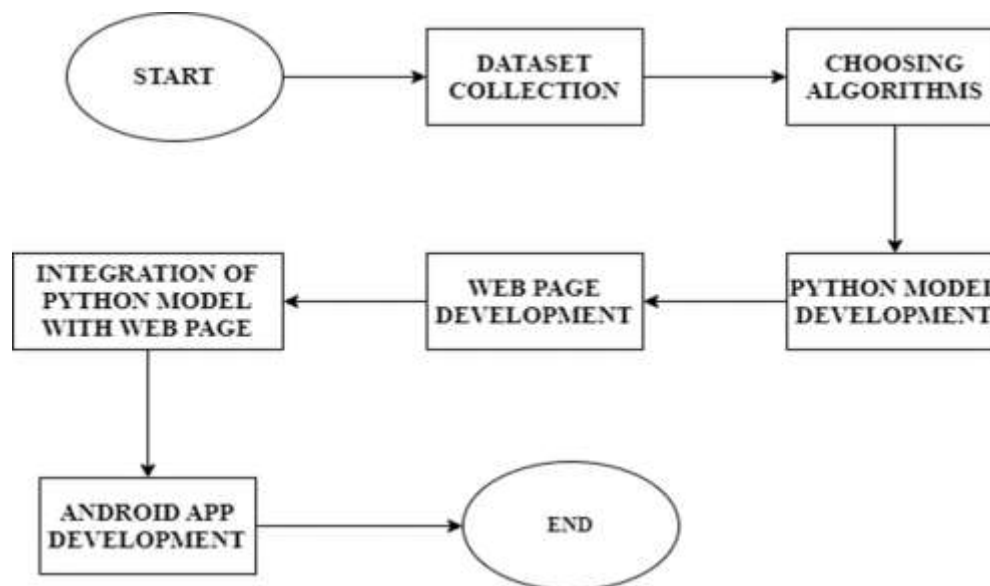 START
DATASET
COLLECTION
CHOOSING
ALGORITHMS
PYTHON MODEL
DEVELOPMENT
WEB PAGE
DEVELOPMENT
INTEGRATION OF
PYTHON MODEL
WITH WEB PAGE
ANDROID APP
DEVELOPMENT
END